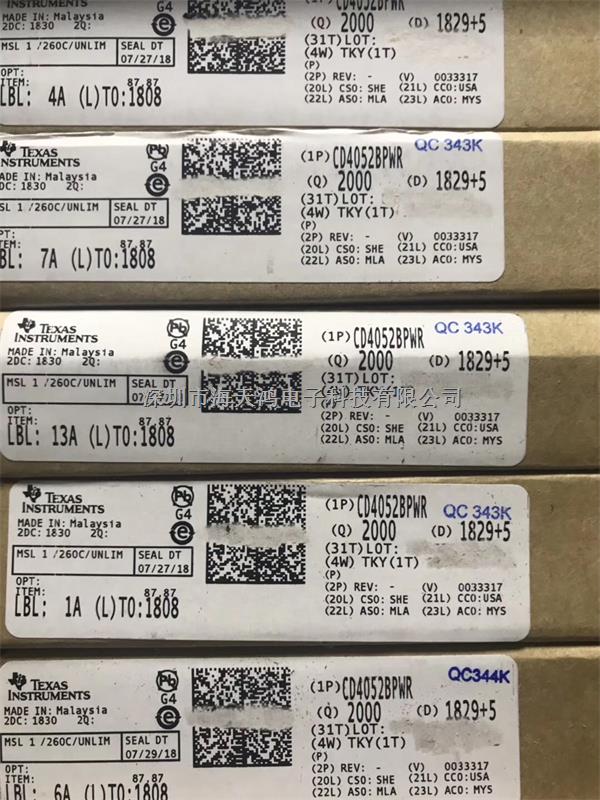 MADE IN: Malaysia
2DC: 1830 2Q:
G4
CD4052BPWR
(Q) 2000 (D) 1829+5
MSL 1 /260C/UNLIM
SEAL DT
07/27/18
(31T)LOT:
(4W) TKY(1T)
(P)
OPT:
ITEM:
(2P) REV: - (V) 0033317
LBL: 4A (L)TO:1808
87,87
(20L) CSO: SHE (21L) CCO:USA
(22L) ASO: MLA (23L) ACO: MYS
TEXAS
INSTRUMENTS
Pb
G4
(1P)CD4052BPWR
QC 343K
MADE IN: Malaysia
DC: 1830 2Q:
(Q) 2000 (D) 1829+5
SL 1 /260C/UNLIM
SEAL DT
07/27/18
(31T)LOT:
(4W) TKY(1T)
(P)
PT:
TEM:
(2P) REV: - (V) 0033317
BL: 7A (L)TO:1808
87,87
(20L) CSO: SHE (21L) CCO:USA
(22L) ASO: MLA (23L) ACO: MYS
TEXAS
INSTRUMENTS
Pb
G4
(1P)CD4052BPWR
QC 343K
MADE IN: Malaysia
2DC: 1830 2Q:
(Q) 2000 (D) 1829+5
MSL 1 /260C/UNLIM
SEAL DT
(31T)LOT:
深圳市海天鸿电子科技有限公司
OPT:
ITEM:
(2P) REV: - (V) 0033317
LBL: 13A (L)TO:1808
87,87
(20L) CSO: SHE (21L) CCO:USA
(22L) ASO: MLA (23L) ACO: MYS
TEXAS
INSTRUMENTS
Pb
G4
(1P)CD4052BPWR
QC 343K
MADE IN: Malaysia
2DC: 1830 2Q:
(Q) 2000 (D) 1829+5
MSL 1 /260C/UNLIM
SEAL DT
07/27/18
(31T)LOT:
(4W) TKY(1T)
(P)
OPT:
ITEM:
(2P) REV: - (V) 0033317
LBL: 1A (L)TO:1808
87,87
(20L) CSO: SHE (21L) CCO:USA
(22L) ASO: MLA (23L) ACO: MYS
TEXAS
INSTRUMENTS
Pb
G4
(1P)CD4052BPWR
QC344K
MADE IN: Malaysia
2DC: 1830 2Q:
(Q) 2000 (D) 1829+5
MSL 1 /260C/UNLIM
SEAL DT
07/29/18
(31T)LOT:
(4W) TKY(1T)
(P)
OPT:
ITEM:
(2P) REV: - (V) 0033317
LBL: 6A (L)TO:1808
87,87
(20L) CSO: SHE (21L) CCO:USA
(22L) ASO: MLA (23L) ACO: MYS